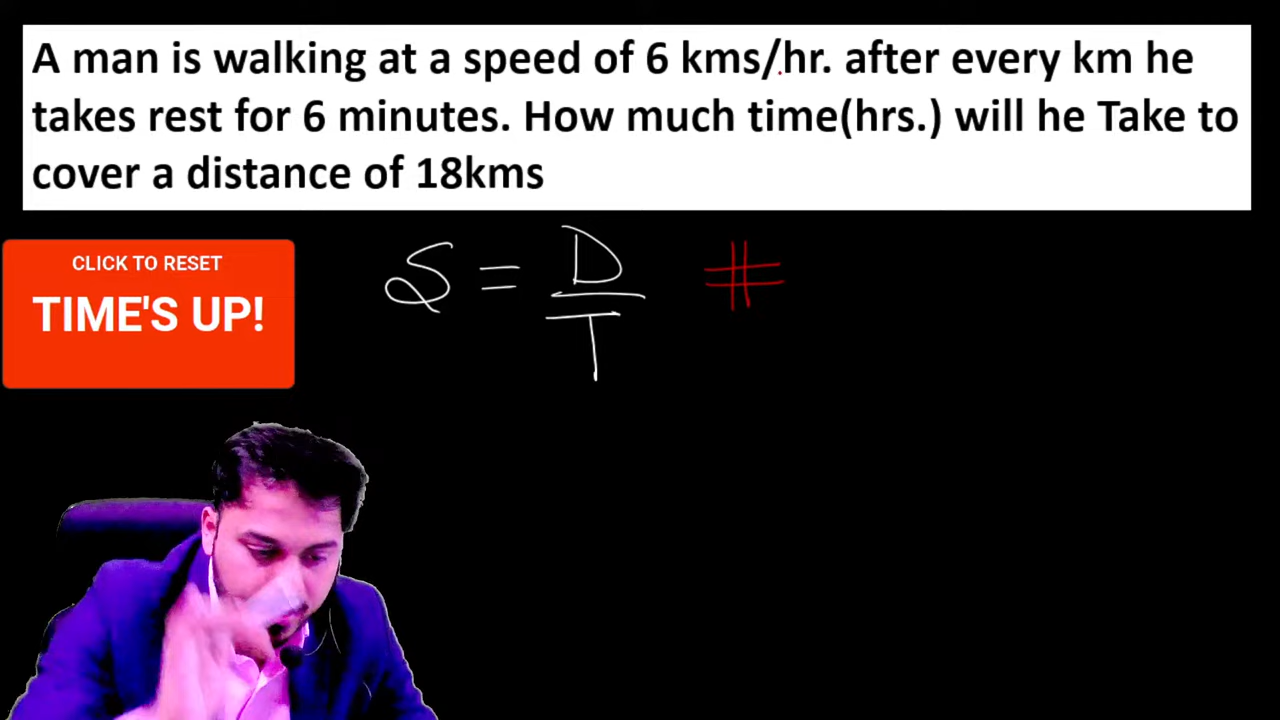 A man is walking at a speed of 6 kms/hr. after every km he
takes rest for 6 minutes. How much time(hrs.) will he Take to
cover a distance of 18kms
CLICK TO RESET
TIME'S UP!
S = D #
T